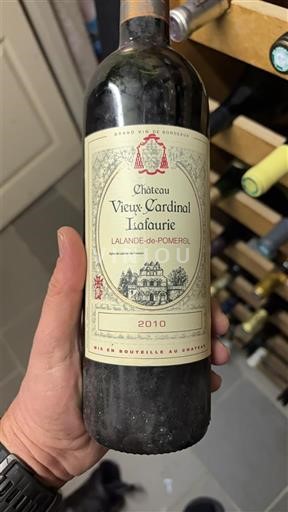 GRAND VIN DE BORDEAUX
Château
Vieux Cardinal
Lafaurie
LALANDE-de-POMEROL
2010
MIS EN BOUTEILLE AU CHATEAU